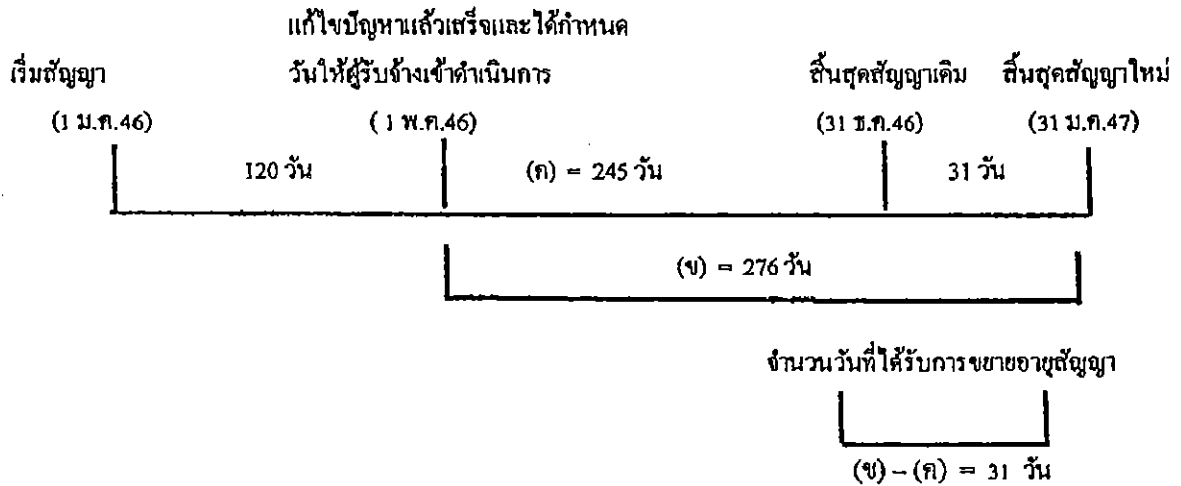 แก้ไขปัญหาแล้วเสร็จและได้กำหนด
เริ่มสัญญา วันให้ผู้รับจ้างเข้าดำเนินการ สิ้นสุดสัญญาเดิม สิ้นสุดสัญญาใหม่
(1 ม.ค.46) (1 พ.ค.46) (31 ธ.ค.46) (31 ม.ค.47)
120 วัน (ค) = 245 วัน 31 วัน
(ข) = 276 วัน
จำนวนวันที่ได้รับการขยายอายุสัญญา
(ข) – (ค) = 31 วัน